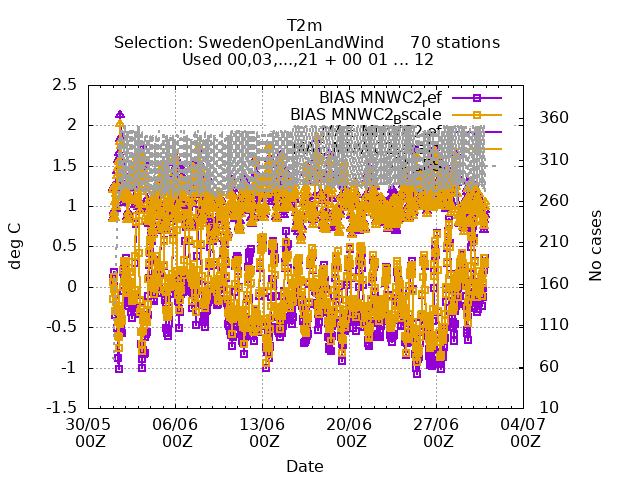 T2m
Selection: SwedenOpenLandWind 70 stations
Used 00,03,...,21 + 00 01 ... 12
BIAS MNWC2ref
BIAS MNWC2Bscale
2.5
2
1.5
1
0.5
0
-0.5
-1
-1.5
360
310
260
210
160
110
60
10
deg C
No cases
30/05 06/06 13/06 20/06 27/06 04/07
00Z 00Z 00Z 00Z 00Z 00Z
Date